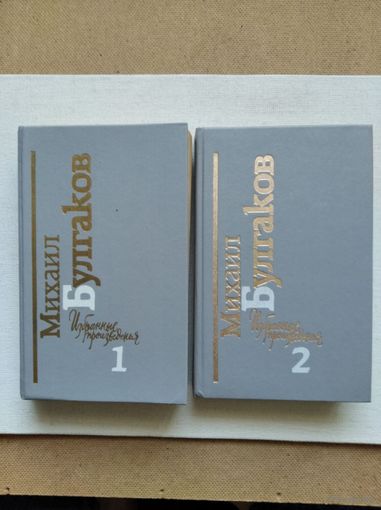 Михаил
Булгаков
Избранные
произведения
1
Михаил
Булгаков
Избранные
произведения
2